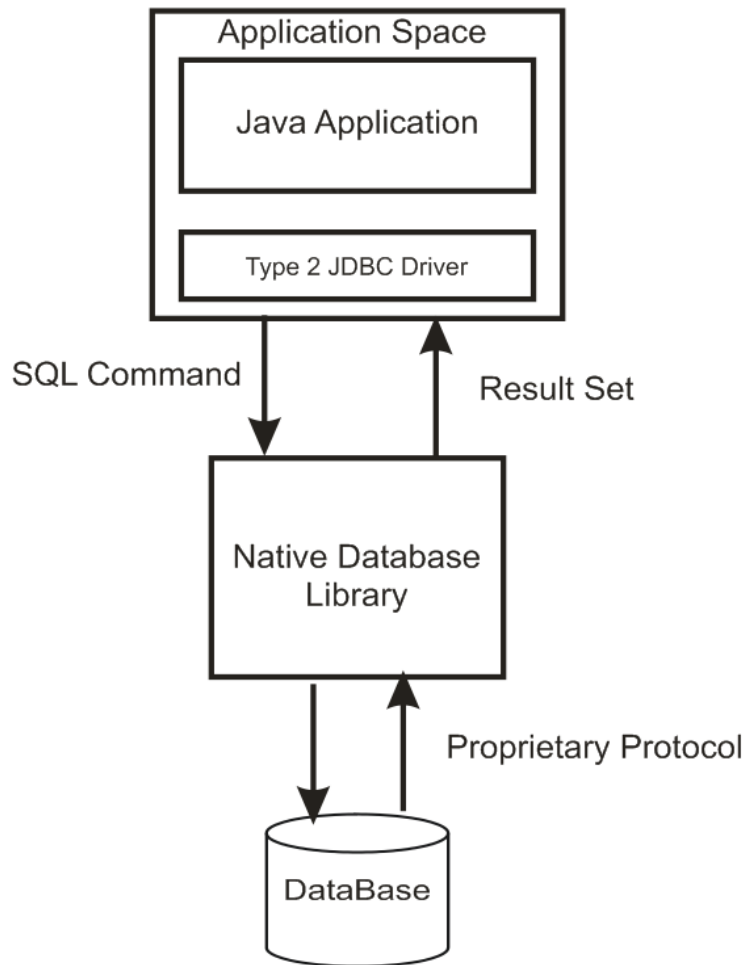 Application Space
Java Application
Type 2 JDBC Driver
SQL Command
Result Set
Native Database
Library
Proprietary Protocol
DataBase